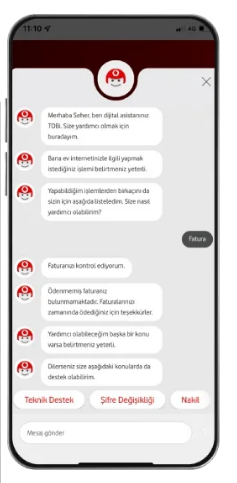 11:10
4G
Merhaba Seher, ben dijital asistanınız
TOBi. Size yardımcı olmak için
buradayım.
Bana ev internetinizle ilgili yapmak
istediğiniz işlemi belirtmeniz yeterli.
Yapabildiğim işlemlerden birkaçını da
sizin için aşağıda listeledim. Size nasıl
yardımcı olabilirim?
Fatura
Faturanızı kontrol ediyorum.
Ödenmemiş faturanız
bulunmamaktadır. Faturalarınızı
zamanında ödediğiniz için teşekkürler.
Yardımcı olabileceğim başka bir konu
varsa belirtmeniz yeterli.
Dilerseniz size aşağıdaki konularda da
destek olabilirim.
Teknik Destek Şifre Değişikliği Nakil
Mesaj gönder